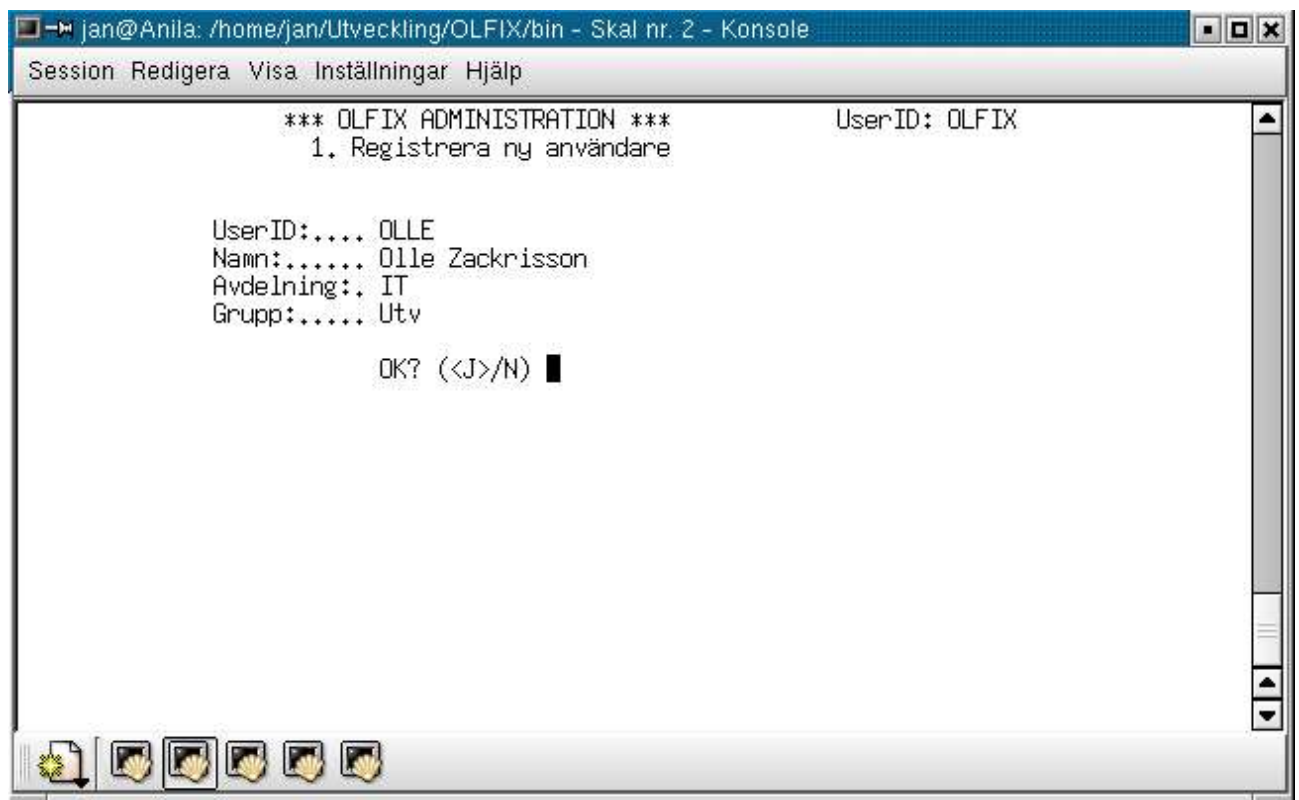 jan@Anila: /home/jan/Utveckling/OLFIX/bin - Skal nr. 2 - Konsole
Session Redigera Visa Inställningar Hjälp
*** OLFIX ADMINISTRATION *** UserID: OLFIX
1. Registrera ny användare
UserID:.... OLLE
Namn:...... Olle Zackrisson
Avdelning:. IT
Grupp:..... Utv
OK? (<J>/N)